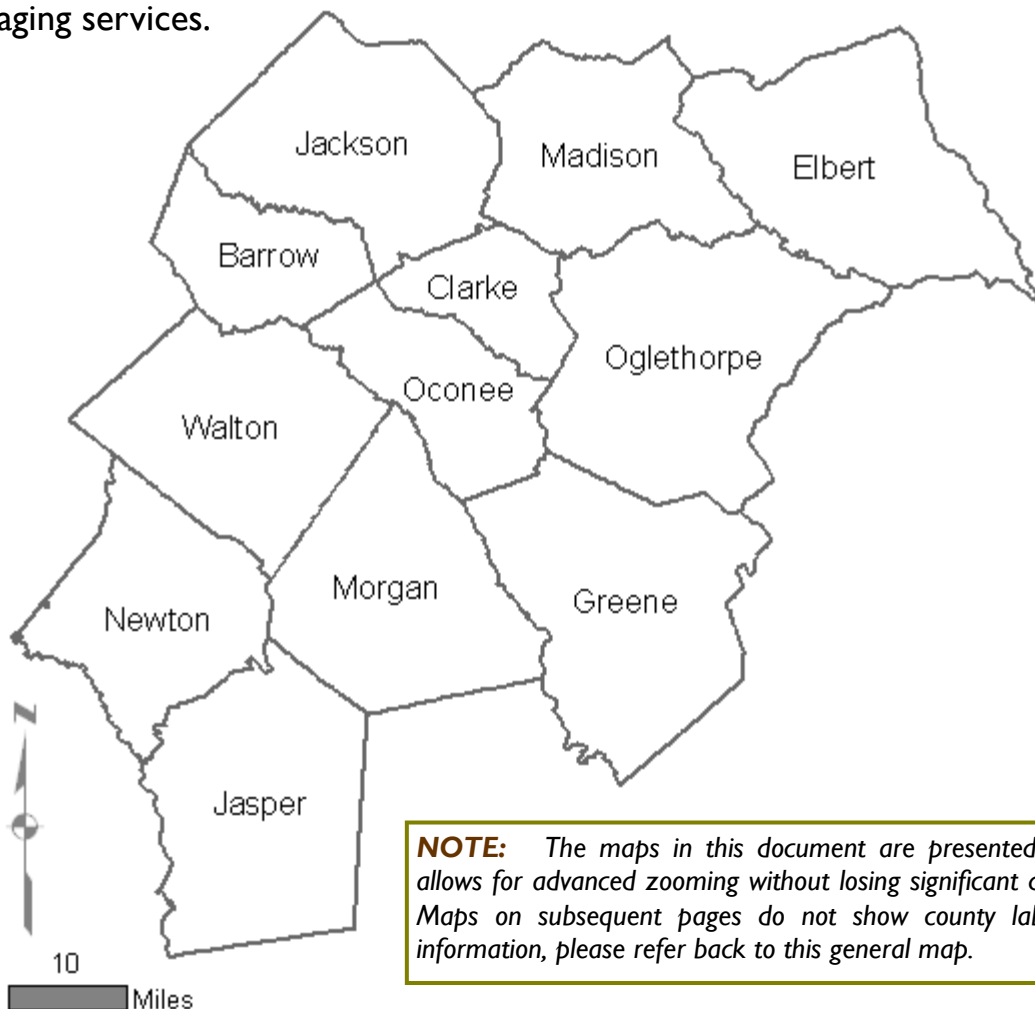 aging services.
Jackson
Madison
Elbert
Barrow
Clarke
Oglethorpe
Oconee
Walton
Morgan
Greene
Newton
N
Jasper
NOTE: The maps in this document are presented
allows for advanced zooming without losing significant
Maps on subsequent pages do not show county
information, please refer back to this general map.
10
Miles